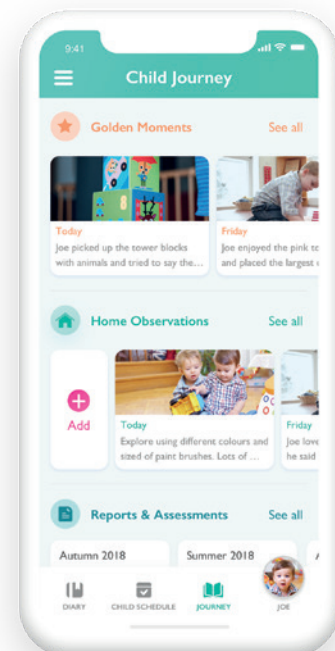 9:41
Child Journey
Golden Moments See all
Today
Joe picked up the tower blocks
with animals and tried to say the...
Friday
Joe enjoyed the pink to
and placed the largest
Home Observations See all
Add
Today
Explore using different colours and
sized of paint brushes. Lots of ...
Friday
Joe love
he said
Reports & Assessments See all
Autumn 2018 Summer 2018
DIARY CHILD SCHEDULE JOURNEY JOE